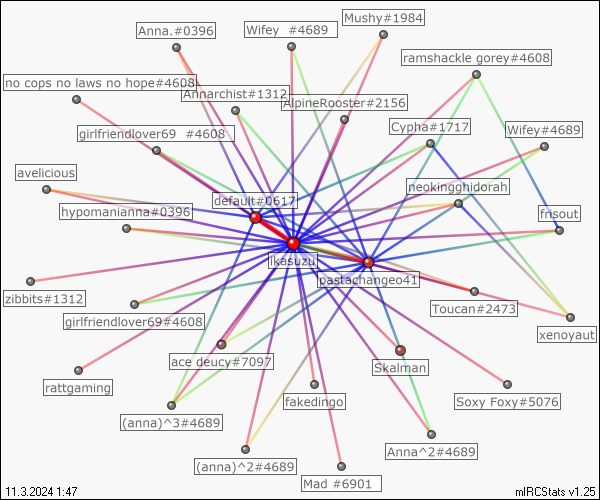 Mushy#1984
Anna.#0396
Wifey  #4689
ramshackle gorey#4608
no cops no laws no hope#4608
Annarchist#1312
AlpineRooster#2156
girlfriendlover69  #4608
Cypha#1717
Wifey#4689
avelicious
neokingghidorah
default#0617
hypomanianna#0396
frisout
ikasuzu
pastachangeo41
zibbits#1312
Toucan#2473
girlfriendlover69#4608
xenoyaut
ace deucy#7097
Skalman
rattgaming
fakedingo
Soxy Foxy#5076
(anna)^3#4689
Anna^2#4689
(anna)^2#4689
Mad #6901
11.3.2024 1:47
mIRCStats v1.25